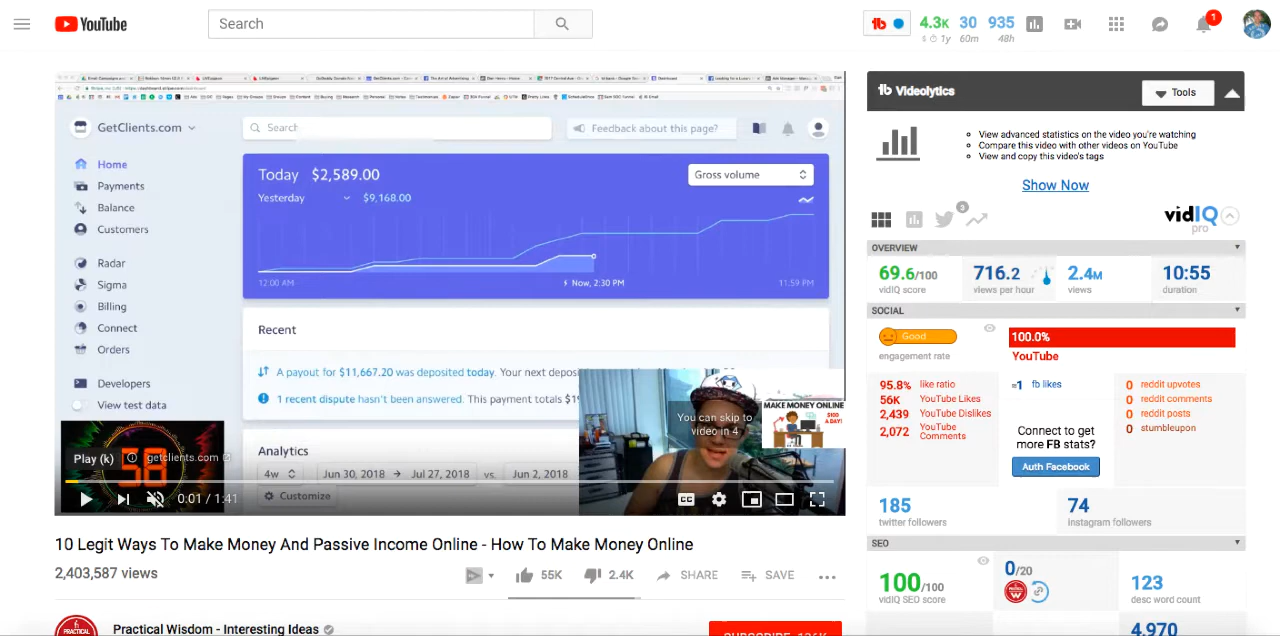 YouTube
Search
4.3K 30 935
$ 1y 60m 48h
1
GetClients.com
Search
Feedback about this page?
Home
Payments
Balance
Customers
Radar
Sigma
Billing
Connect
Orders
Developers
View test data
Today $2,589.00
Gross volume
Yesterday $9,168.00
12:00 AM
Now, 2:30 PM
11:59 PM
Recent
A payout for $11,667.20 was deposited today. Your next
1 recent dispute hasn't been answered. This payment totals
Analytics
4w Jun 30, 2018 → Jul 27, 2018 vs. Jun 2, 2018
Customize
You can skip to
video in 4
MAKE MONEY ONLINE
$100
A DAY!
58
Play (k)
getclients.com
0:01 / 1:41
CC
10 Legit Ways To Make Money And Passive Income Online - How To Make Money Online
2,403,587 views
55K 2.4K SHARE SAVE
PRACTICAL
Practical Wisdom - Interesting Ideas
SUBSCRIBE
tb Videolytics
Tools
View advanced statistics on the video you're watching
Compare this video with other videos on YouTube
View and copy this video's tags
Show Now
3
vidIQ
pro
OVERVIEW
69.6/100 716.2 2.4M 10:55
vidIQ score views per hour views duration
SOCIAL
Good
engagement rate
100.0%
YouTube
95.8% like ratio
56K YouTube Likes
2,439 YouTube Dislikes
2,072 YouTube Comments
=1 fb likes
Connect to get
more FB stats?
Auth Facebook
0 reddit upvotes
0 reddit comments
0 reddit posts
0 stumbleupon
185
twitter followers
74
instagram followers
SEO
100/100
vidIQ SEO score
0/20
123
desc word count
4,970